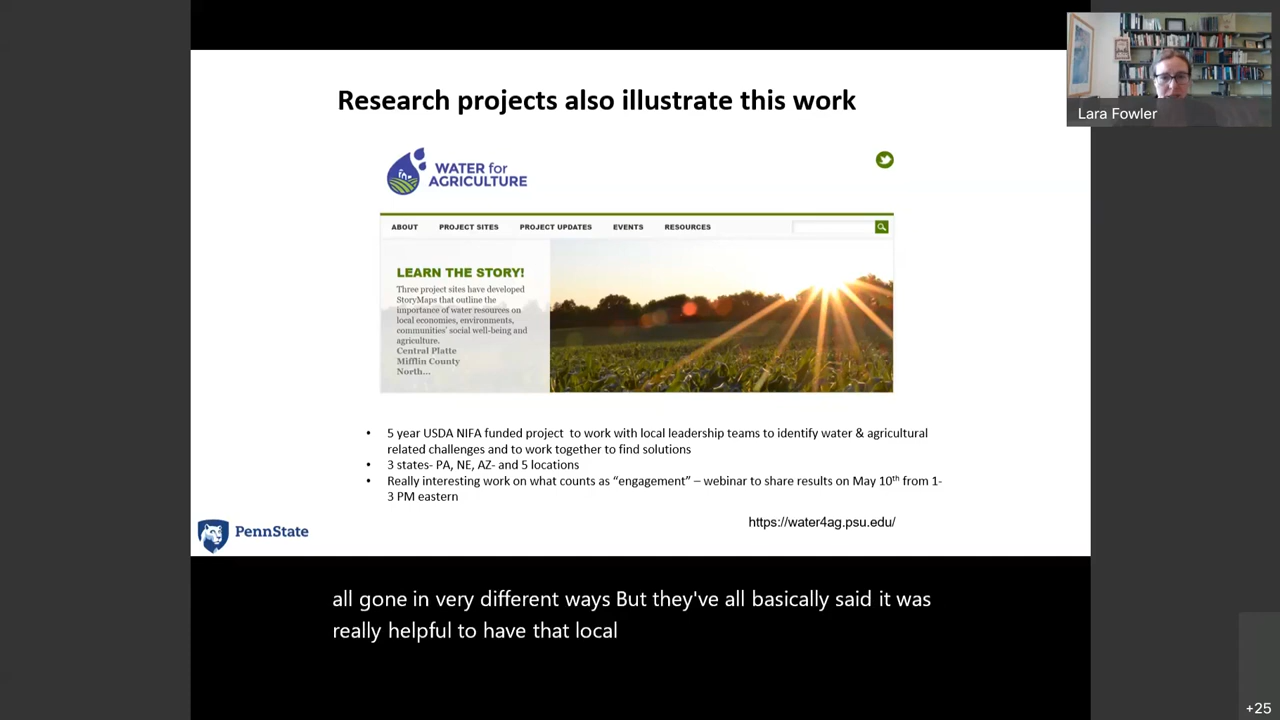 Research projects also illustrate this work
Lara Fowler
WATER for
AGRICULTURE
ABOUT PROJECT SITES PROJECT UPDATES EVENTS RESOURCES
LEARN THE STORY!
Three project sites have developed
StoryMaps that outline the
importance of water resources on
local economies, environments,
communities' social well-being and
agriculture.
Central Platte
Mifflin County
North...
• 5 year USDA NIFA funded project to work with local leadership teams to identify water & agricultural
related challenges and to work together to find solutions
• 3 states- PA, NE, AZ- and 5 locations
• Really interesting work on what counts as “engagement” – webinar to share results on May 10th from 1-
3 PM eastern
https://water4ag.psu.edu/
PennState
all gone in very different ways But they've all basically said it was
really helpful to have that local
+25